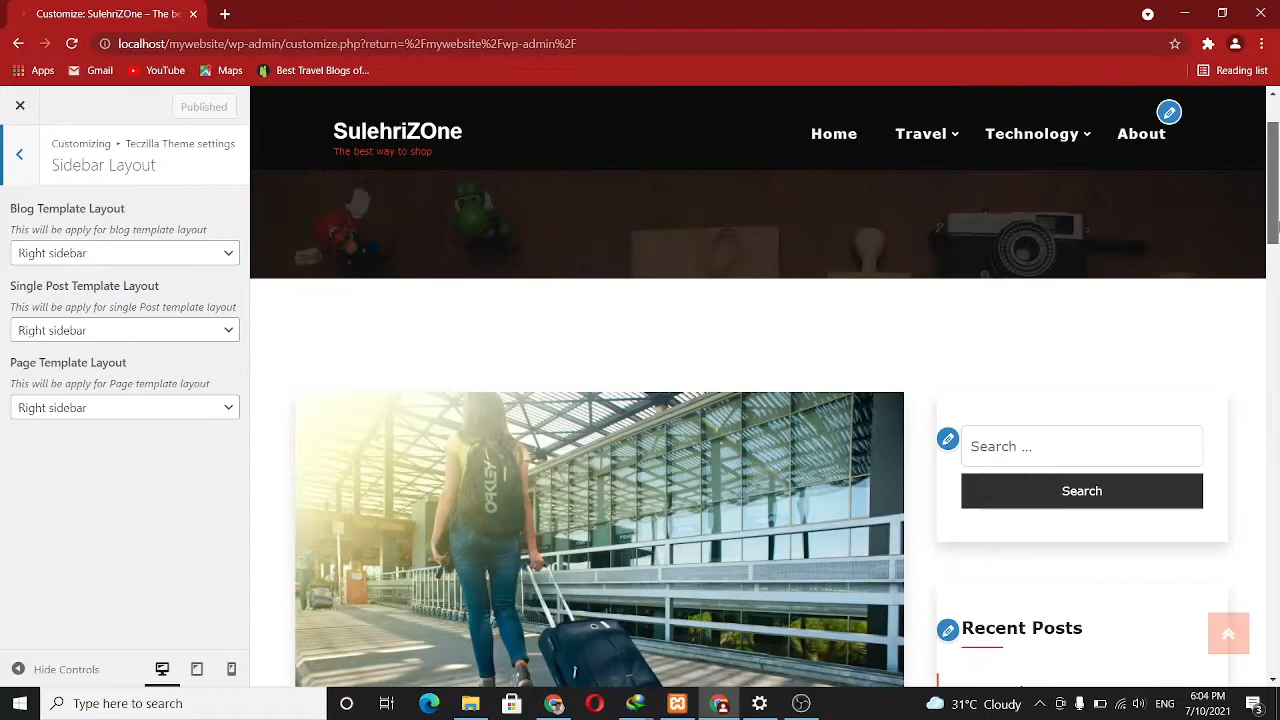 Travel – The be
localhost/mywebsite/wp-admin/customize.php?return=%2Fmywebsite%2Fwp-admin%2F
Apps
Gmail
YouTube
Maps
Best Travel Blogs of...
Reading list
Published
Customizing ▸ Teczilla Theme settings
Sidebar Layout
Blog Template Layout
This will be apply for blog template layout
Right sidebar
Single Post Template Layout
This will be apply for single Post template layout
Right sidebar
Page Template Layout
This will be apply for Page template layout
Right sidebar
Hide Controls
SulehriZOne
The best way to shop
Home
Travel
Technology
About
Search ...
Search
Recent Posts
Type here to search
31°C Cloudy
6:04 PM
7/10/2021
3